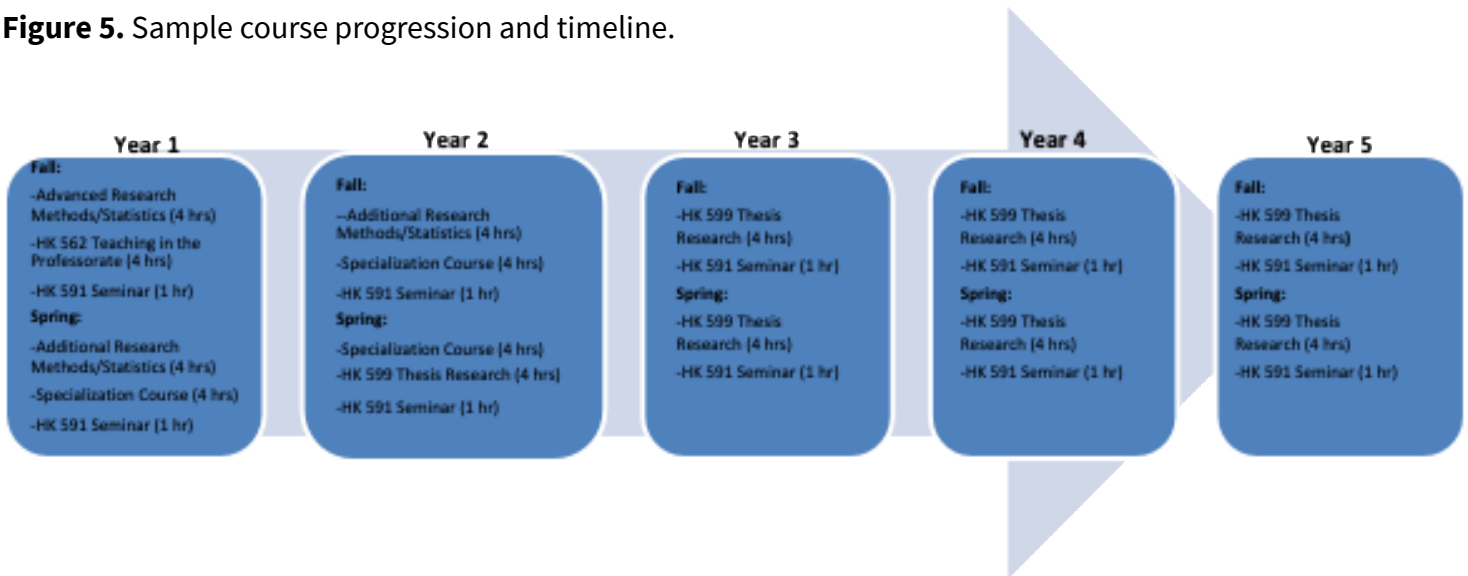 Figure 5. Sample course progression and timeline.
Year 1
Fall:
-Advanced Research
Methods/Statistics (4 hrs)
-HK 562 Teaching in the
Professorate (4 hrs)
-HK 591 Seminar (1 hr)
Spring:
-Additional Research
Methods/Statistics (4 hrs)
-Specialization Course (4 hrs)
-HK 591 Seminar (1 hr)
Year 2
Fall:
--Additional Research
Methods/Statistics (4 hrs)
-Specialization Course (4 hrs)
-HK 591 Seminar (1 hr)
Spring:
-Specialization Course (4 hrs)
-HK 599 Thesis Research (4 hrs)
-HK 591 Seminar (1 hr)
Year 3
Fall:
-HK 599 Thesis
Research (4 hrs)
-HK 591 Seminar (1 hr)
Spring:
-HK 599 Thesis
Research (4 hrs)
-HK 591 Seminar (1 hr)
Year 4
Fall:
-HK 599 Thesis
Research (4 hrs)
-HK 591 Seminar (1 hr)
Spring:
-HK 599 Thesis
Research (4 hrs)
-HK 591 Seminar (1 hr)
Year 5
Fall:
-HK 599 Thesis
Research (4 hrs)
-HK 591 Seminar (1 hr)
Spring:
-HK 599 Thesis
Research (4 hrs)
-HK 591 Seminar (1 hr)